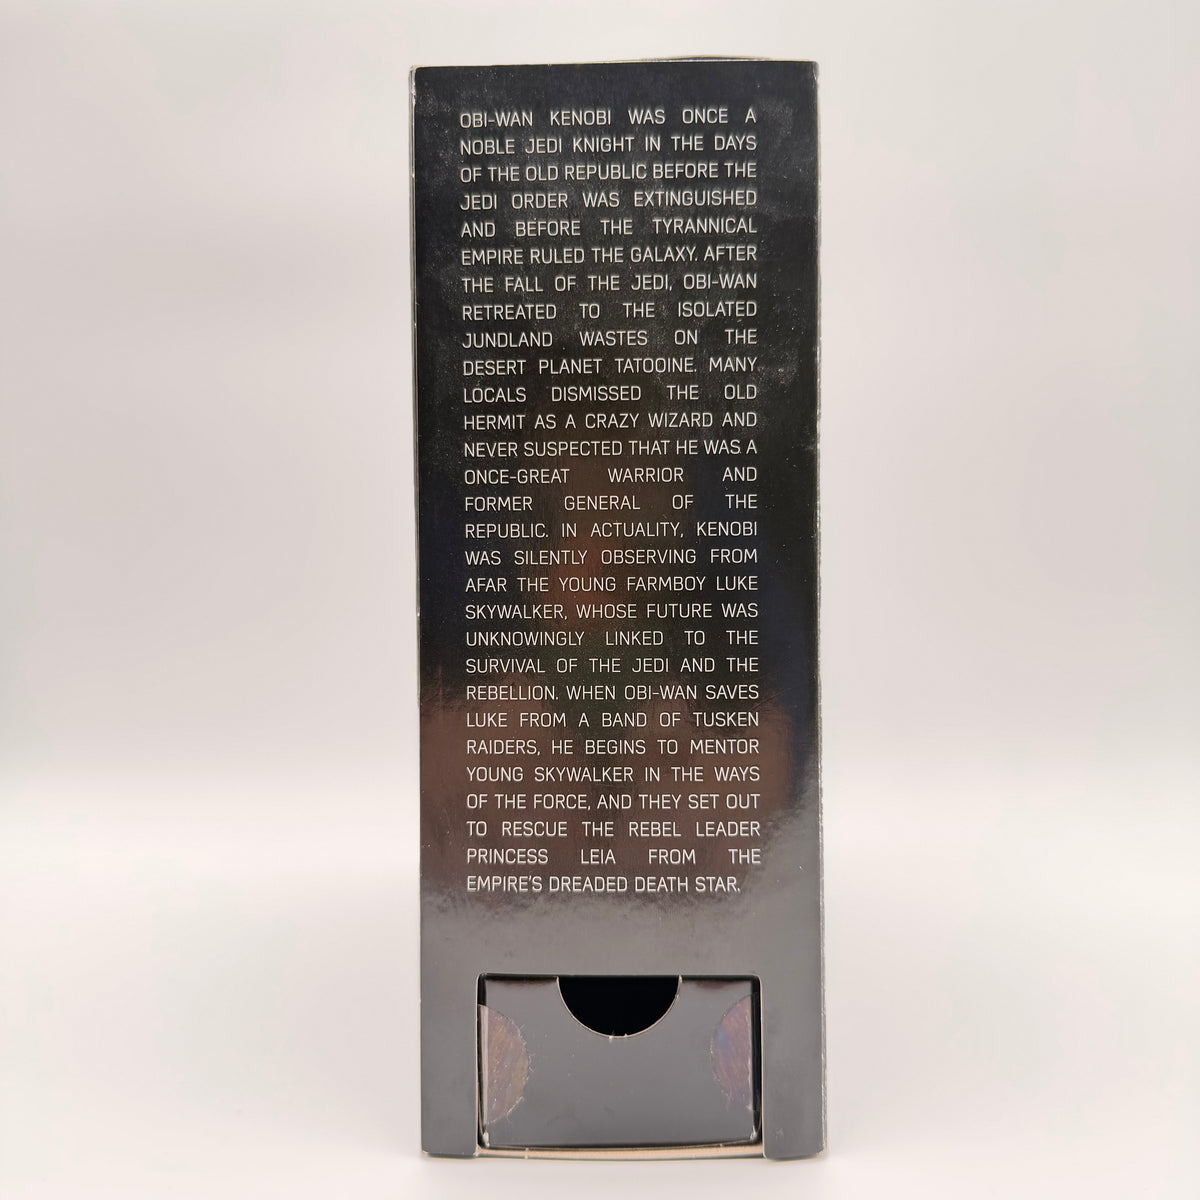 OBI-WAN KENOBI WAS ONCE A
NOBLE JEDI KNIGHT IN THE DAYS
OF THE OLD REPUBLIC BEFORE THE
JEDI ORDER WAS EXTINGUISHED
AND BEFORE THE TYRANNICAL
EMPIRE RULED THE GALAXY. AFTER
THE FALL OF THE JEDI, OBI-WAN
RETREATED TO THE ISOLATED
JUNDLAND WASTES ON THE
DESERT PLANET TATOOINE. MANY
LOCALS DISMISSED THE OLD
HERMIT AS A CRAZY WIZARD AND
NEVER SUSPECTED THAT HE WAS A
ONCE-GREAT WARRIOR AND
FORMER GENERAL OF THE
REPUBLIC. IN ACTUALITY, KENOBI
WAS SILENTLY OBSERVING FROM
AFAR THE YOUNG FARMBOY LUKE
SKYWALKER, WHOSE FUTURE WAS
UNKNOWINGLY LINKED TO THE
SURVIVAL OF THE JEDI AND THE
REBELLION. WHEN OBI-WAN SAVES
LUKE FROM A BAND OF TUSKEN
RAIDERS, HE BEGINS TO MENTOR
YOUNG SKYWALKER IN THE WAYS
OF THE FORCE, AND THEY SET OUT
TO RESCUE THE REBEL LEADER
PRINCESS LEIA FROM THE
EMPIRE'S DREADED DEATH STAR.